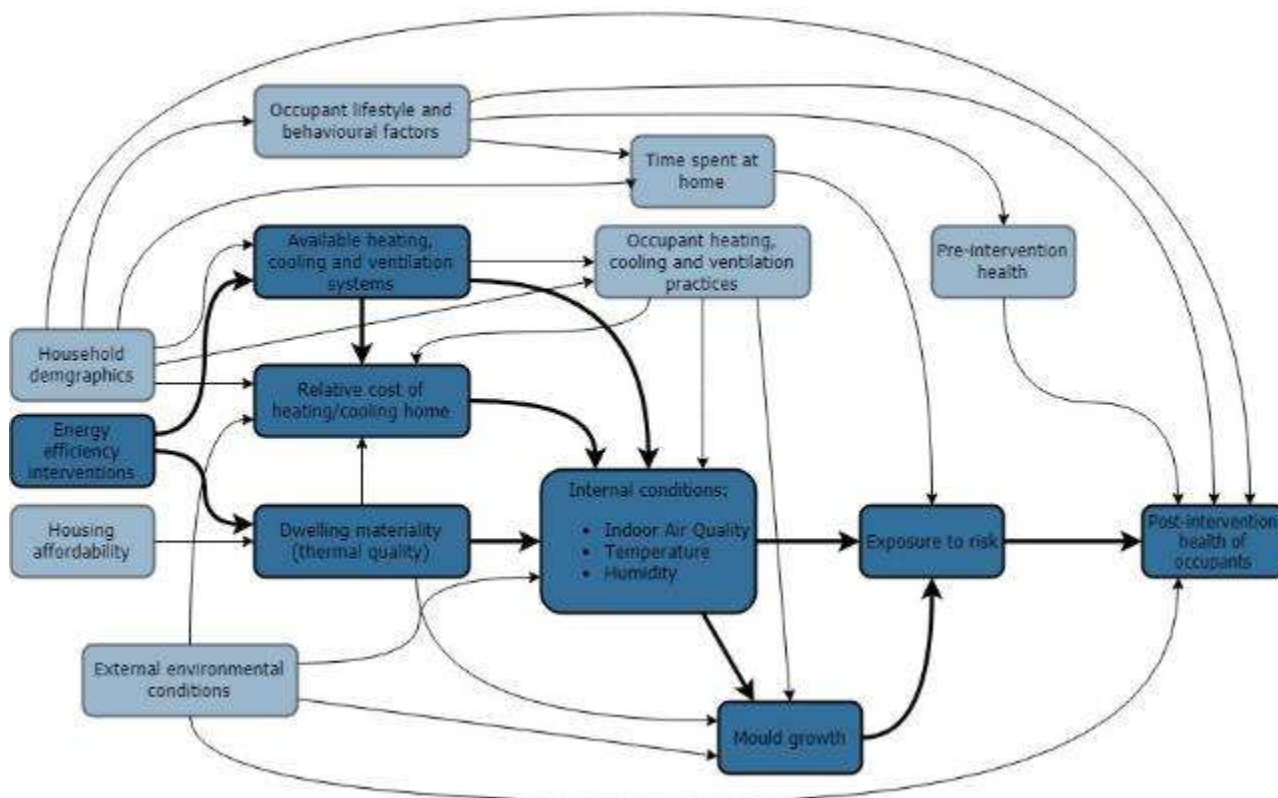 Occupant lifestyle and
behavioural factors
Time spent at
home
Available heating,
cooling and ventilation
systems
Occupant heating,
cooling and ventilation
practices
Pre-intervention
health
Household
demgraphics
Relative cost of
heating/cooling home
Energy
efficiency
interventions
Internal conditions:
• Indoor Air Quality
• Temperature
• Humidity
Housing
affordability
Dwelling materiality
(thermal quality)
Exposure to risk
Post-intervention
health of
occupants
External environmental
conditions
Mould growth